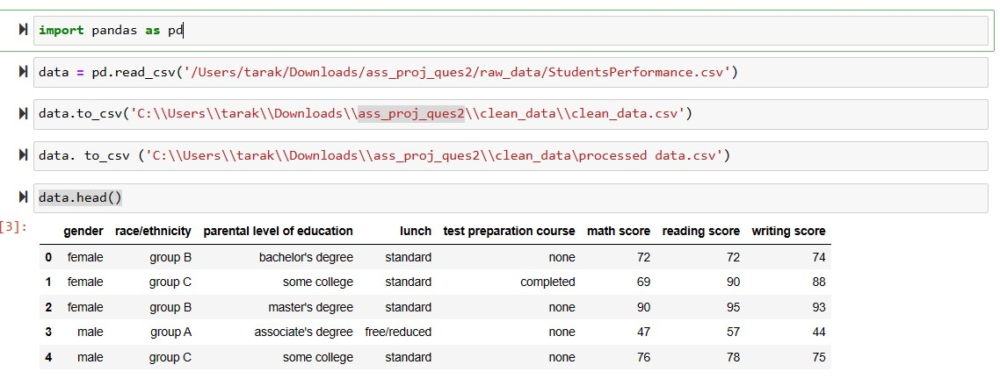 import pandas as pd
data = pd.read_csv('/Users/tarak/Downloads/ass_proj_ques2/raw_data/StudentsPerformance.csv')
data.to_csv('C:\\Users\\tarak\\Downloads\\ass_proj_ques2\\clean_data\\clean_data.csv')
data. to_csv ('C:\\Users\\tarak\\Downloads\\ass_proj_ques2\\clean_data\processed data.csv')
data.head()
[3]:
gender race/ethnicity parental level of education lunch test preparation course math score reading score writing score
0 female group B bachelor's degree standard none 72 72 74
1 female group C some college standard completed 69 90 88
2 female group B master's degree standard none 90 95 93
3 male group A associate's degree free/reduced none 47 57 44
4 male group C some college standard none 76 78 75